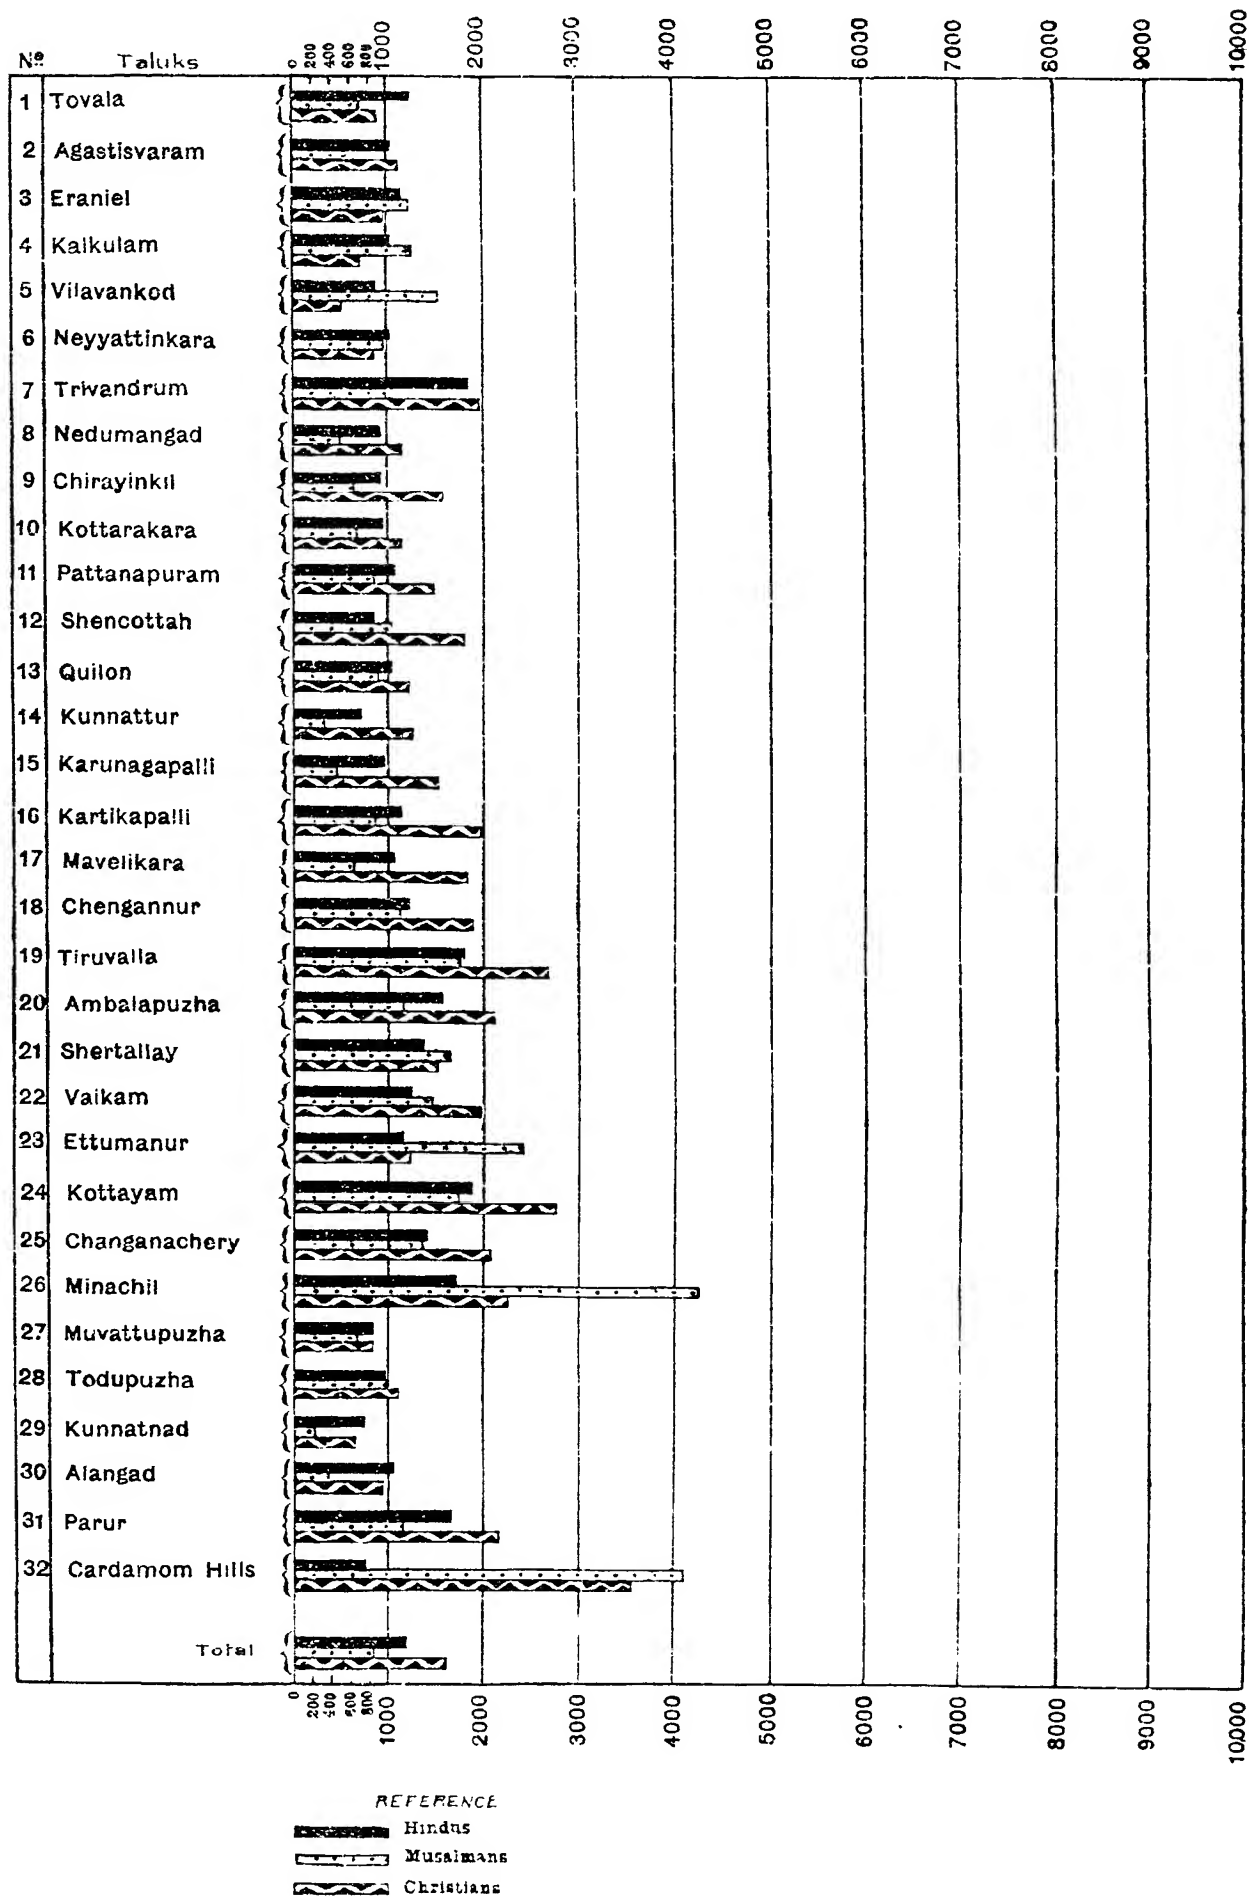 0 200 400 600 800 1000 2000 3000 4000 5000 6000 7000 8000 9000 10000
Nos Taluks
1 Tovala
2 Agastisvaram
3 Eraniel
4 Kalkulam
5 Vilavankod
6 Neyyattinkara
7 Trivandrum
8 Nedumangad
9 Chirayinkil
10 Kottarakara
11 Pattanapuram
12 Shencottah
13 Quilon
14 Kunnattur
15 Karunagapalli
16 Kartikapalli
17 Mavelikara
18 Chengannur
19 Tiruvalla
20 Ambalapuzha
21 Shertallay
22 Vaikam
23 Ettumanur
24 Kottayam
25 Changanachery
26 Minachil
27 Muvattupuzha
28 Todupuzha
29 Kunnatnad
30 Alangad
31 Parur
32 Cardamom Hills
Total
0 200 400 600 800 1000 2000 3000 4000 5000 6000 7000 8000 9000 10000
REFERENCE
Hindus
Musalmans
Christians